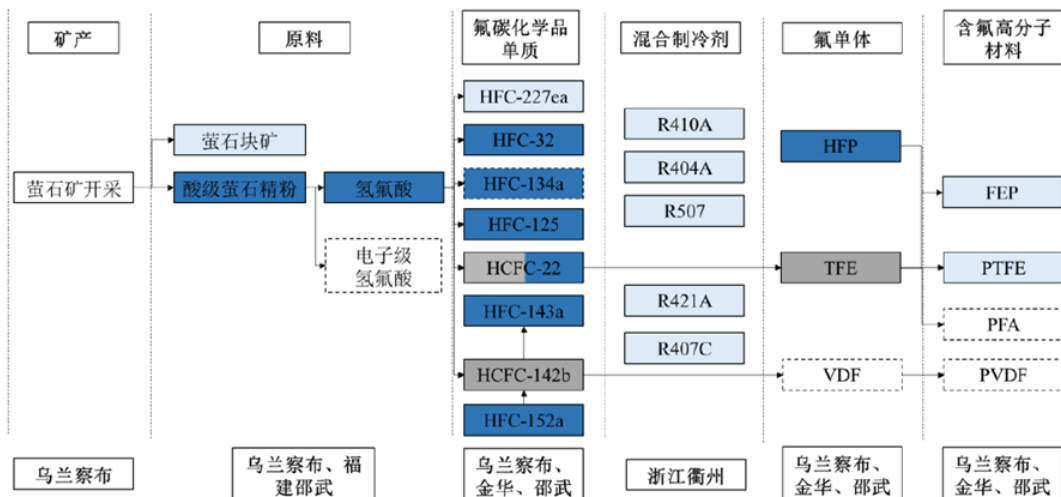 矿产
原料
氟碳化学品
单质
混合制冷剂
氟单体
含氟高分子
材料
萤石矿开采
萤石块矿
酸级萤石精粉
氢氟酸
电子级
氢氟酸
HFC-227ea
HFC-32
HFC-134a
HFC-125
HCFC-22
HFC-143a
HCFC-142b
HFC-152a
R410A
R404A
R507
R421A
R407C
HFP
TFE
VDF
FEP
PTFE
PFA
PVDF
乌兰察布
乌兰察布、福
建邵武
乌兰察布、
金华、邵武
浙江衢州
乌兰察布、
金华、邵武
乌兰察布、
金华、邵武